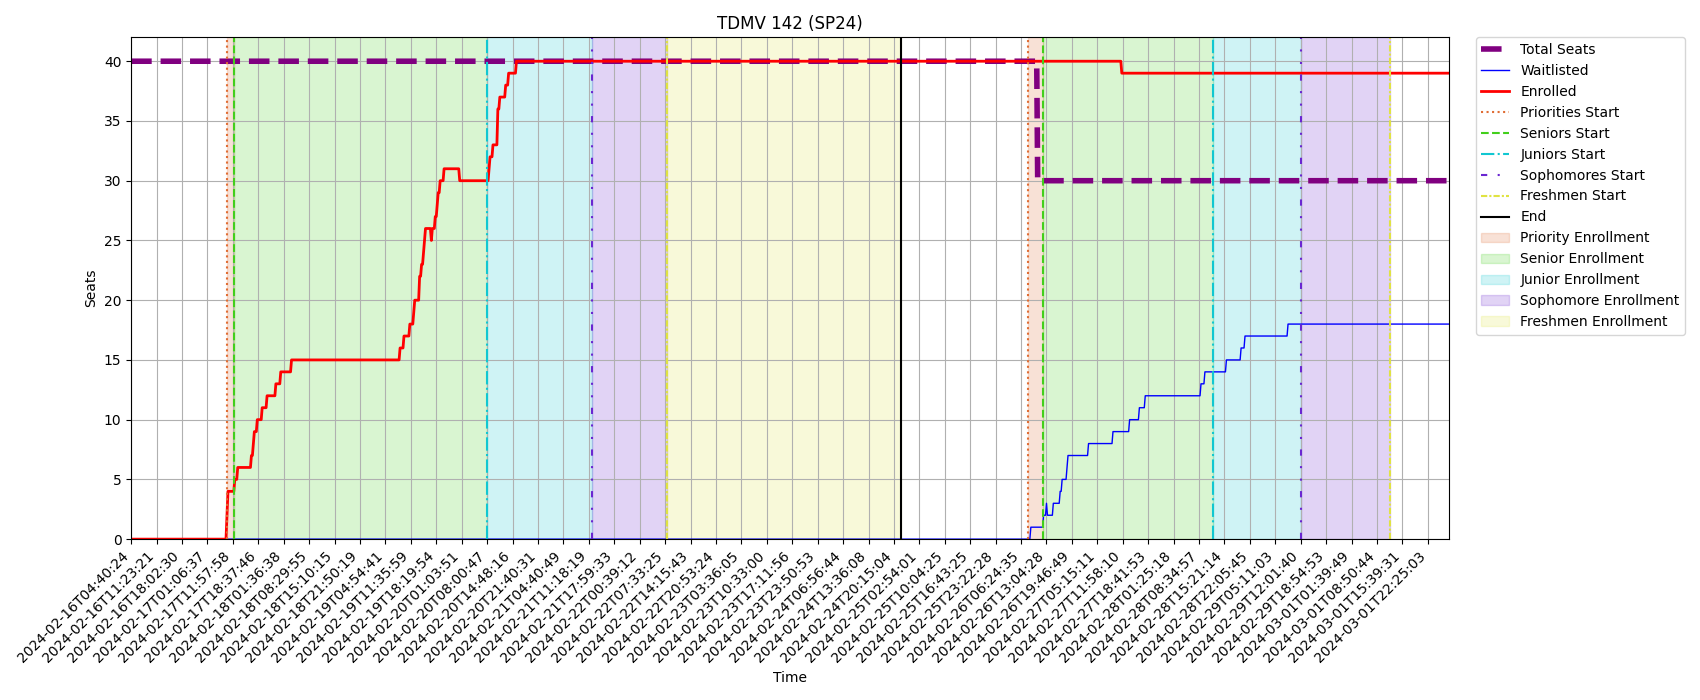 TDMV 142 (SP24)
Seats
40
35
30
25
20
15
10
5
0
2024-02-16T04:40:24
2024-02-16T11:23:21
2024-02-16T18:02:30
2024-02-17T01:06:37
2024-02-17T11:57:58
2024-02-17T18:37:46
2024-02-18T01:36:38
2024-02-18T08:29:55
2024-02-18T15:10:15
2024-02-18T21:50:19
2024-02-19T04:54:41
2024-02-19T11:35:59
2024-02-19T18:19:54
2024-02-20T01:03:51
2024-02-20T08:00:47
2024-02-20T14:48:16
2024-02-20T21:40:31
2024-02-21T04:40:49
2024-02-21T11:18:19
2024-02-21T17:59:33
2024-02-22T00:39:12
2024-02-22T07:33:25
2024-02-22T14:15:43
2024-02-22T20:53:24
2024-02-23T03:36:05
2024-02-23T10:33:00
2024-02-23T17:11:56
2024-02-23T23:50:53
2024-02-24T06:56:44
2024-02-24T13:36:08
2024-02-24T20:15:04
2024-02-25T02:54:01
2024-02-25T10:04:25
2024-02-25T16:43:25
2024-02-25T23:22:28
2024-02-26T06:24:35
2024-02-26T13:04:28
2024-02-26T19:46:49
2024-02-27T05:15:11
2024-02-27T11:58:10
2024-02-27T18:41:53
2024-02-28T01:25:18
2024-02-28T08:34:57
2024-02-28T15:21:14
2024-02-28T22:05:45
2024-02-29T05:11:03
2024-02-29T12:01:40
2024-02-29T18:54:53
2024-03-01T01:39:49
2024-03-01T08:50:44
2024-03-01T15:39:31
2024-03-01T22:25:03
Time
Total Seats
Waitlisted
Enrolled
Priorities Start
Seniors Start
Juniors Start
Sophomores Start
Freshmen Start
End
Priority Enrollment
Senior Enrollment
Junior Enrollment
Sophomore Enrollment
Freshmen Enrollment